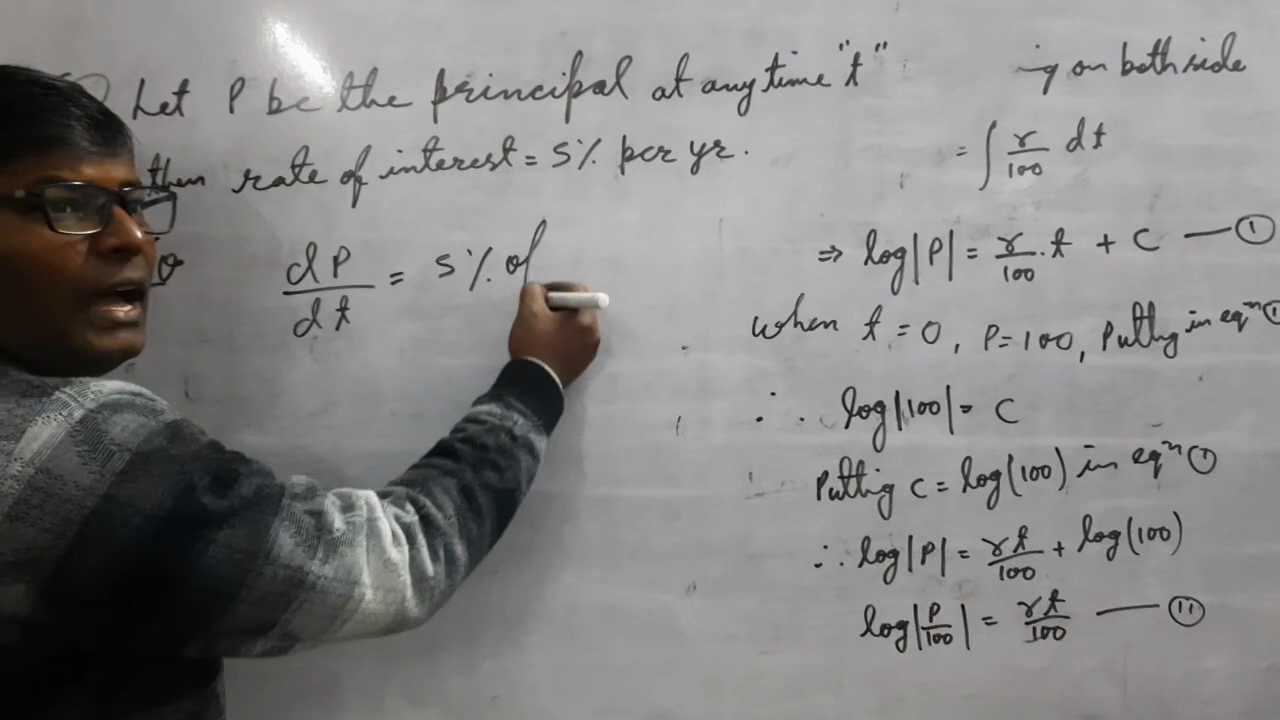 Let P be the principal at any time "t"
then rate of interest = 5% per yr.
dP/dt = 5% of
ing on both side
= ∫ r/100 dt
⇒ log|P| = r/100 . t + C — ①
when t = 0, P = 100, Putting in eqⁿ ①
∴ log|100| = C
Putting C = log(100) in eqⁿ ①
∴ log|P| = rt/100 + log(100)
log|P/100| = rt/100 — ⑪